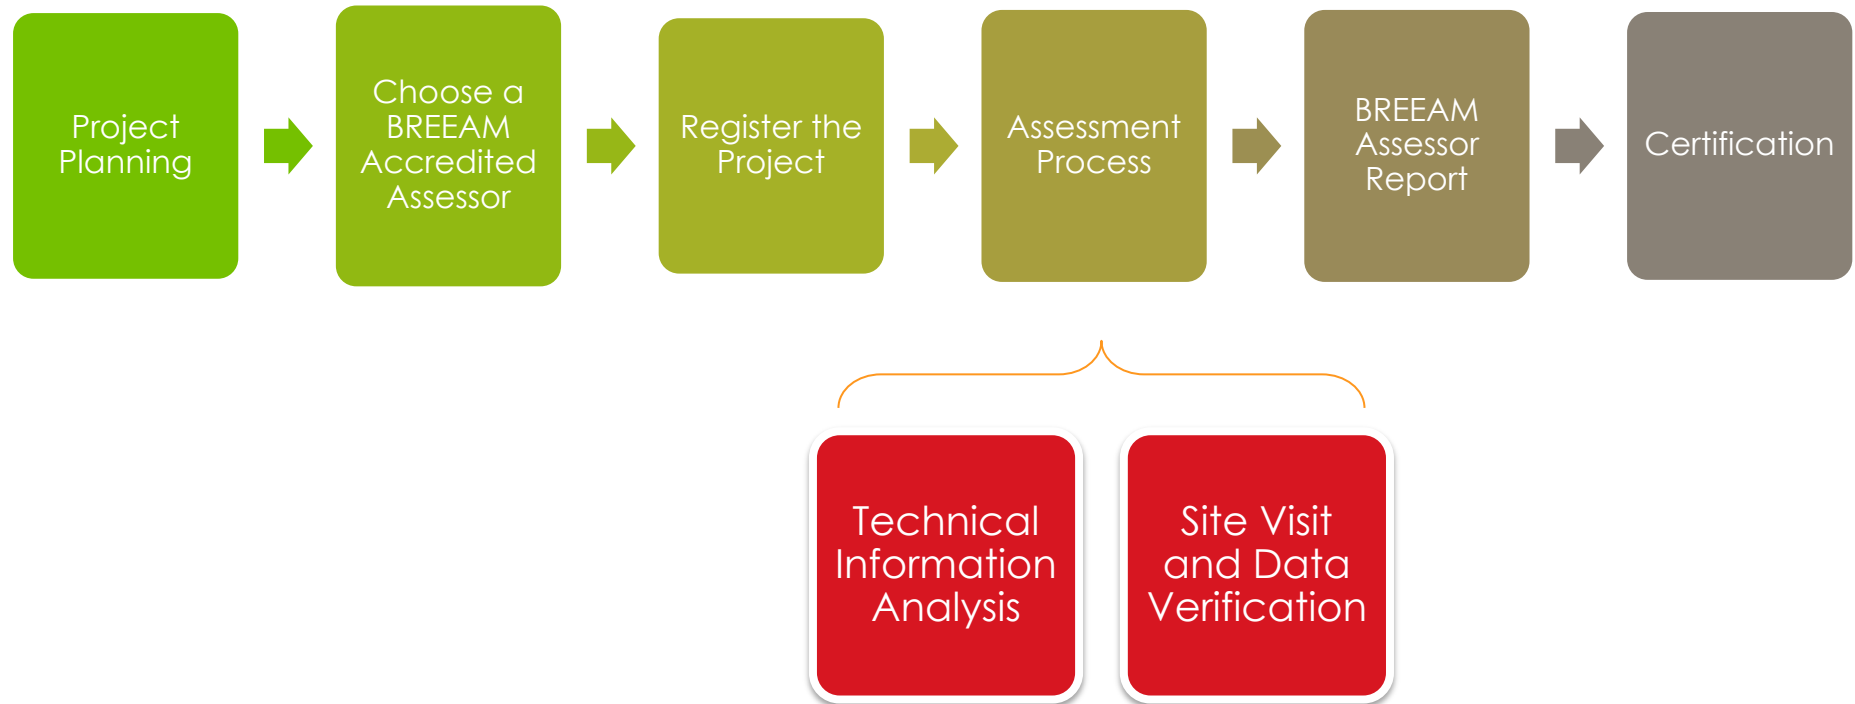 Project
Planning
Choose a
BREEAM
Accredited
Assessor
Register the
Project
Assessment
Process
BREEAM
Assessor
Report
Certification
Technical
Information
Analysis
Site Visit
and Data
Verification